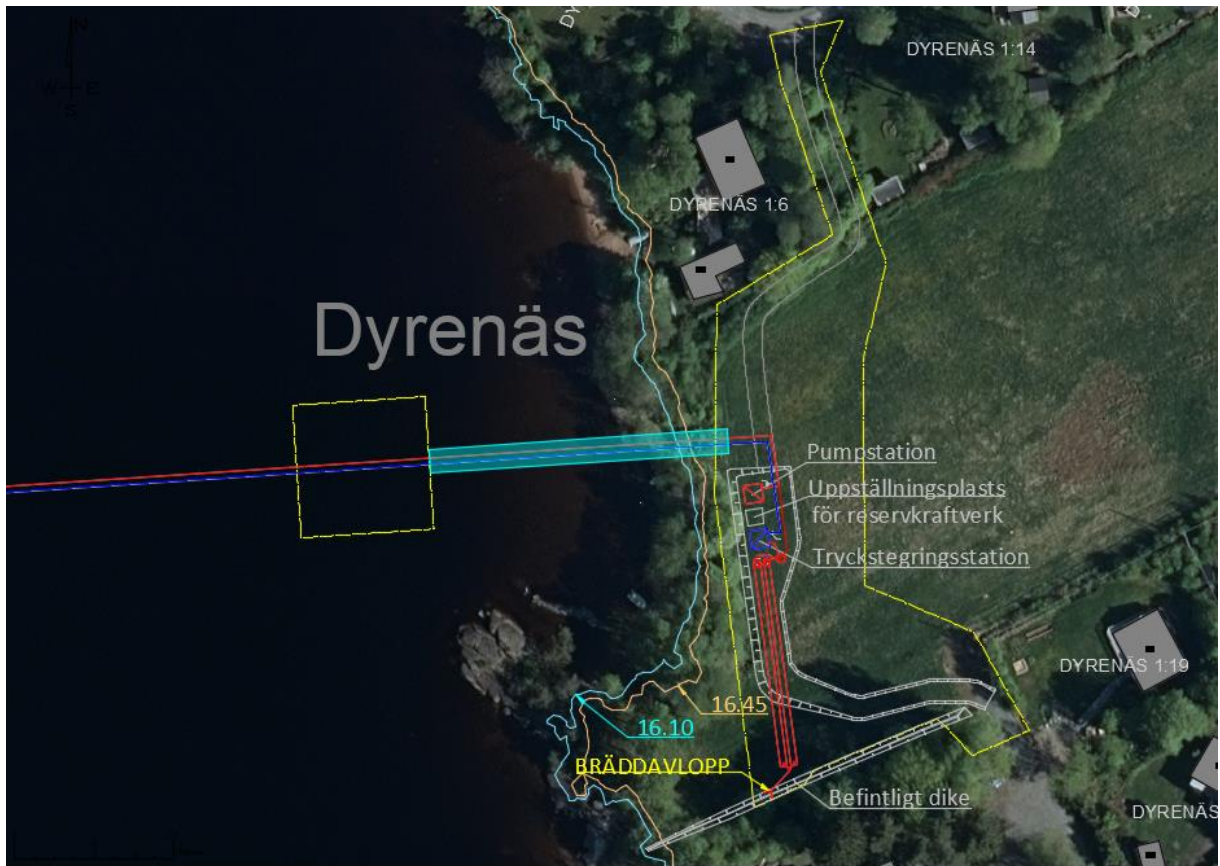 DY
D
N
W E
S
DYRENÄS 1:14
DYRENÄS 1:6
Dyrenäs
Pumpstation
Uppställningsplasts
för reservkraftverk
Tryckstegringsstation
DYRENÄS 1:19
16.45
16.10
BRÄDDAVLOPP
Befintligt dike
DYRENÄS